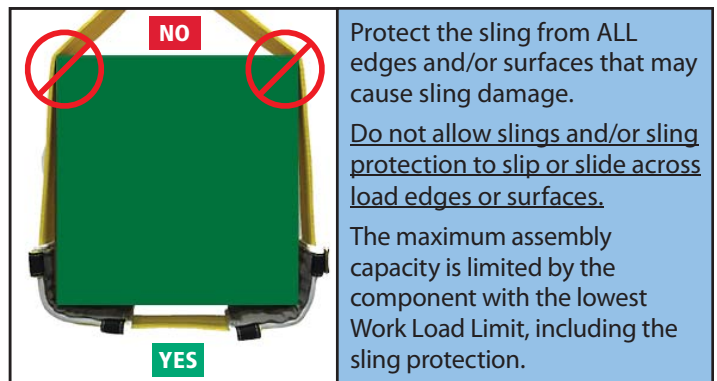 NO
YES
Protect the sling from ALL
edges and/or surfaces that may
cause sling damage.
Do not allow slings and/or sling
protection to slip or slide across
load edges or surfaces.
The maximum assembly
capacity is limited by the
component with the lowest
Work Load Limit, including the
sling protection.